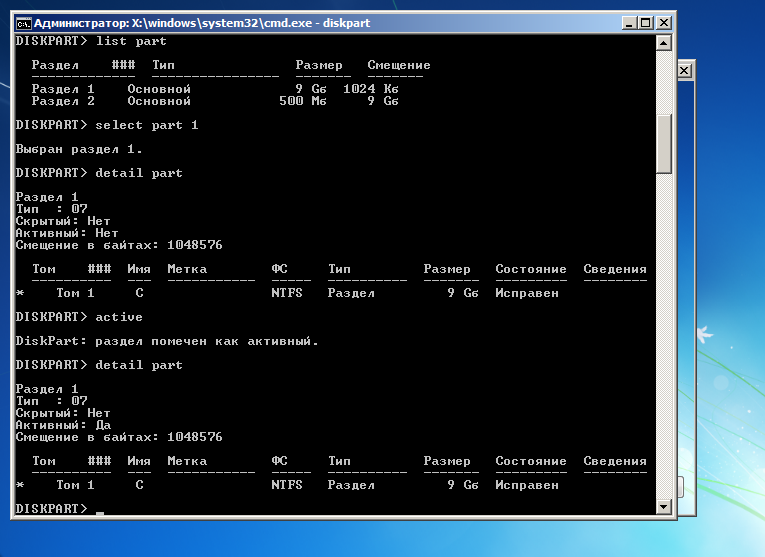 Администратор: X:\windows\system32\cmd.exe - diskpart
DISKPART> list part
Раздел    ###  Тип               Размер   Смещение
-------------  ----------------  -------  --------
Раздел 1    Основной             9 Gб  1024 Kб
Раздел 2    Основной           500 Mб     9 Gб
DISKPART> select part 1
Выбран раздел 1.
DISKPART> detail part
Раздел 1
Тип  : 07
Скрытый: Нет
Активный: Нет
Смещение в байтах: 1048576
Том    ###  Имя  Метка        ФС     Тип         Размер   Состояние  Сведения
----------  ---  -----------  -----  ----------  -------  ---------  --------
*    Том 1     C                NTFS   Раздел         9 Gб  Исправен
DISKPART> active
DiskPart: раздел помечен как активный.
DISKPART> detail part
Раздел 1
Тип  : 07
Скрытый: Нет
Активный: Да
Смещение в байтах: 1048576
Том    ###  Имя  Метка        ФС     Тип         Размер   Состояние  Сведения
----------  ---  -----------  -----  ----------  -------  ---------  --------
*    Том 1     C                NTFS   Раздел         9 Gб  Исправен
DISKPART> _